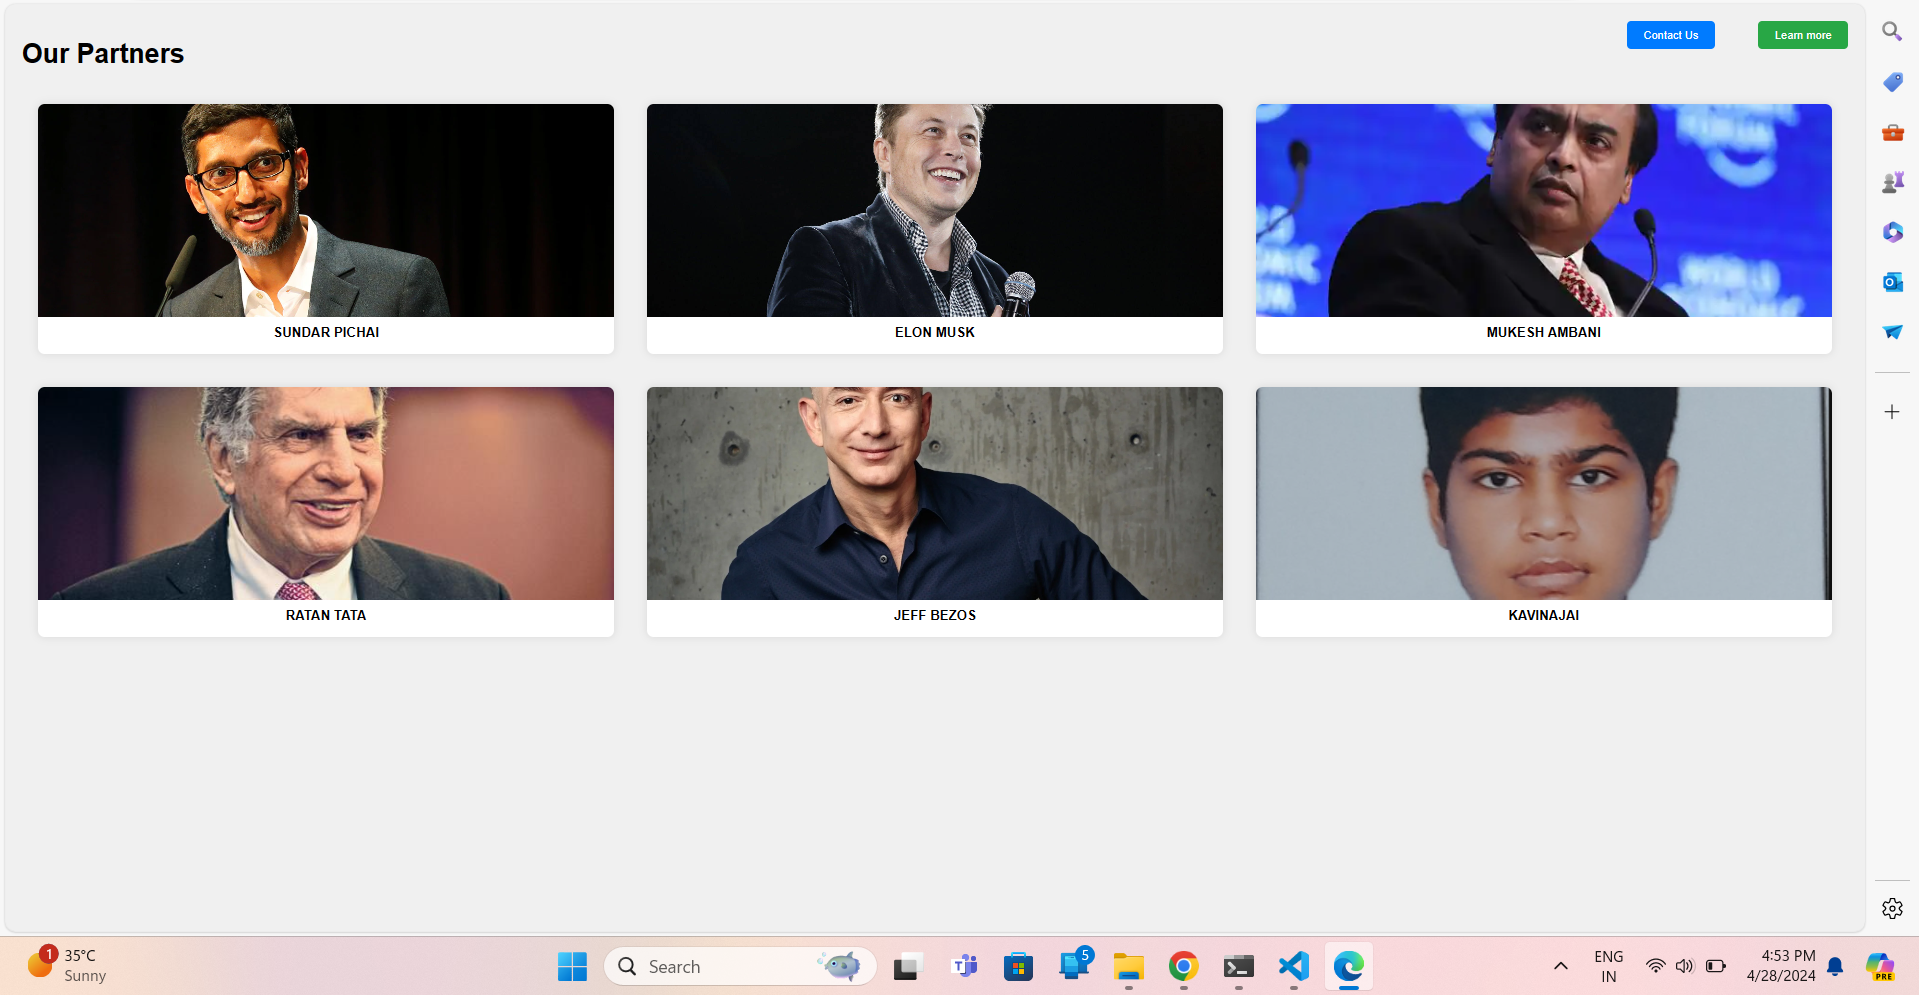 Our Partners
Contact Us
Learn more
SUNDAR PICHAI
ELON MUSK
MUKESH AMBANI
RATAN TATA
JEFF BEZOS
KAVINAJAI
1
35°C
Sunny
Search
5
ENG
IN
4:53 PM
4/28/2024
PRE